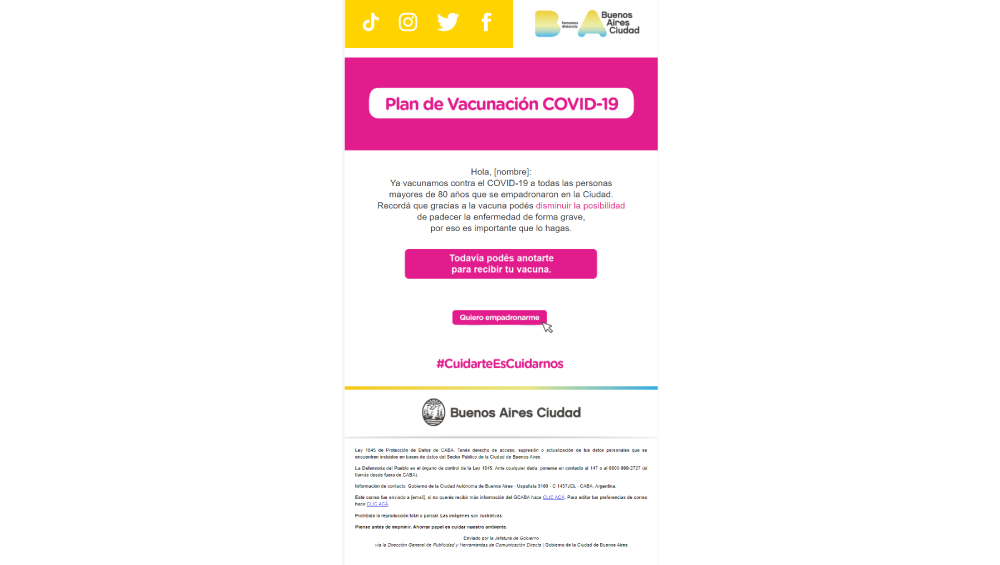 BA
Buenos
Aires
Ciudad
Plan de Vacunación COVID-19
Hola, [nombre]:
Ya vacunamos contra el COVID-19 a todas las personas
mayores de 80 años que se empadronaron en la Ciudad.
Recordá que gracias a la vacuna podés disminuir la posibilidad
de padecer la enfermedad de forma grave,
por eso es importante que lo hagas.
Todavía podés anotarte
para recibir tu vacuna.
Quiero empadronarme
#CuidarteEsCuidarnos
Buenos Aires Ciudad
Ley 1845 de Protección de Datos de CABA. Tenés derecho de acceso, supresión o actualización de tus datos personales que se
encuentren incluidos en bases de datos del Sector Público de la Ciudad de Buenos Aires.
La Defensoría del Pueblo es el órgano de control de la Ley 1845. Ante cualquier duda, ponerse en contacto al 147 o al 0800-999-2727 (si
llamás desde fuera de CABA).
Información de contacto: Gobierno de la Ciudad Autónoma de Buenos Aires - Uspallata 3160 - C 1437JCL - CABA, Argentina.
Este correo fue enviado a [email], si no querés recibir más información del GCABA hacé CLIC ACÁ. Para editar tus preferencias de correo
hacé CLIC ACÁ.
Prohibida la reproducción total y parcial. Las imágenes son ilustrativas.
Piense antes de imprimir. Ahorrar papel es cuidar nuestro ambiente.
Enviado por la Jefatura de Gobierno
vía la Dirección General de Publicidad y Herramientas de Comunicación Directa | Gobierno de la Ciudad de Buenos Aires